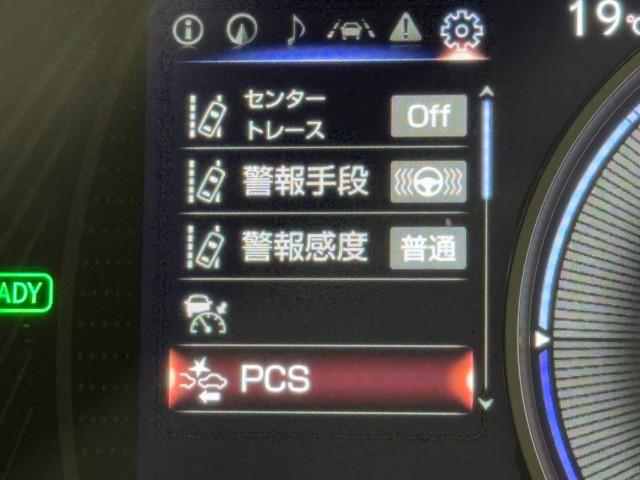 19℃
センター
トレース
Off
警報手段
警報感度
普通
ADY
PCS